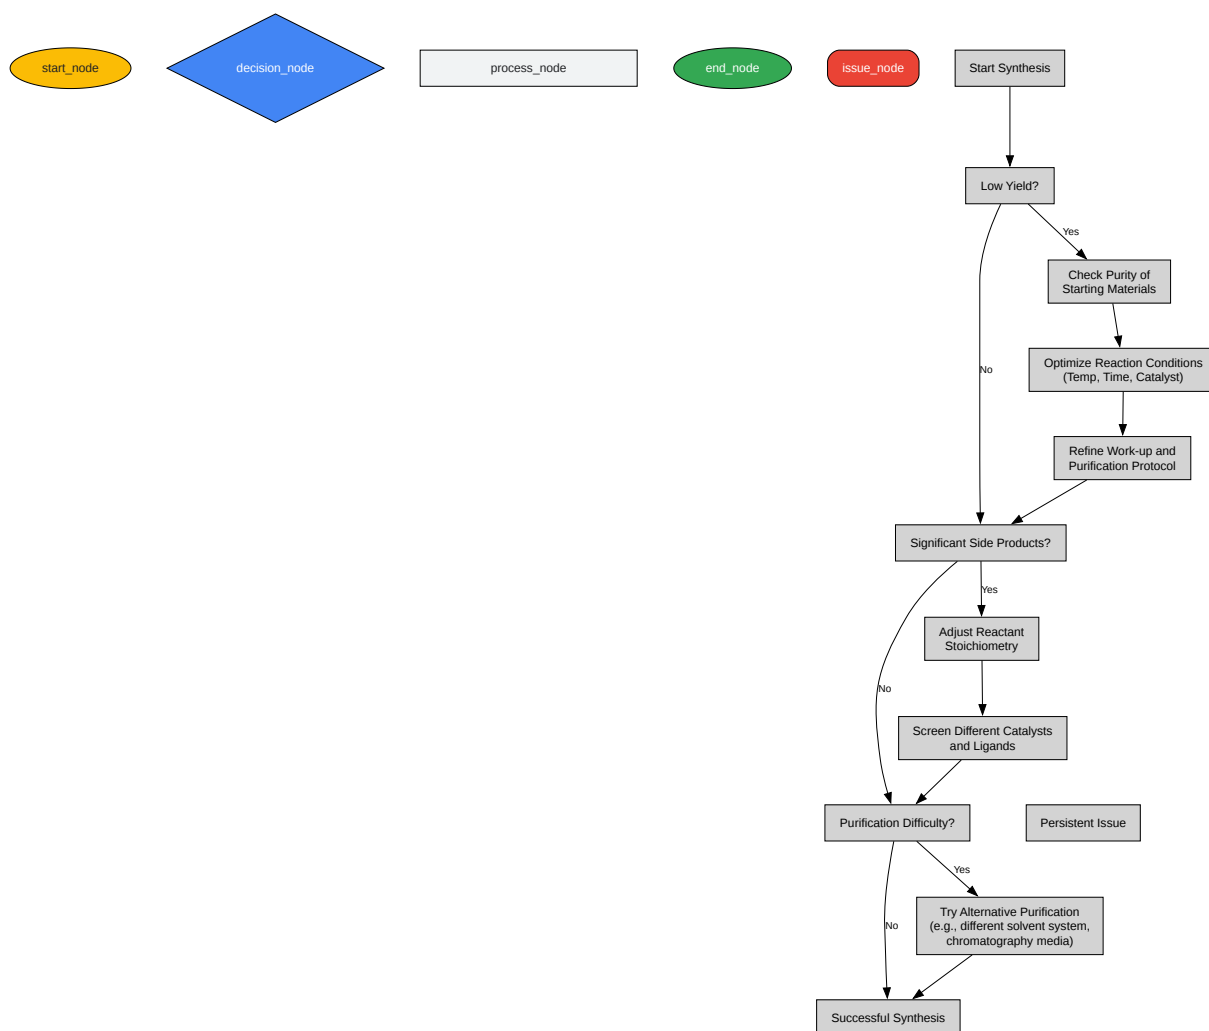 start_node
decision_node
process_node
end_node
issue_node
Start Synthesis
Low Yield?
Yes
Check Purity of
Starting Materials
No
Optimize Reaction Conditions
(Temp, Time, Catalyst)
Refine Work-up and
Purification Protocol
Significant Side Products?
Yes
Adjust Reactant
Stoichiometry
No
Screen Different Catalysts
and Ligands
Purification Difficulty?
Persistent Issue
Yes
Try Alternative Purification
(e.g., different solvent system,
chromatography media)
No
Successful Synthesis